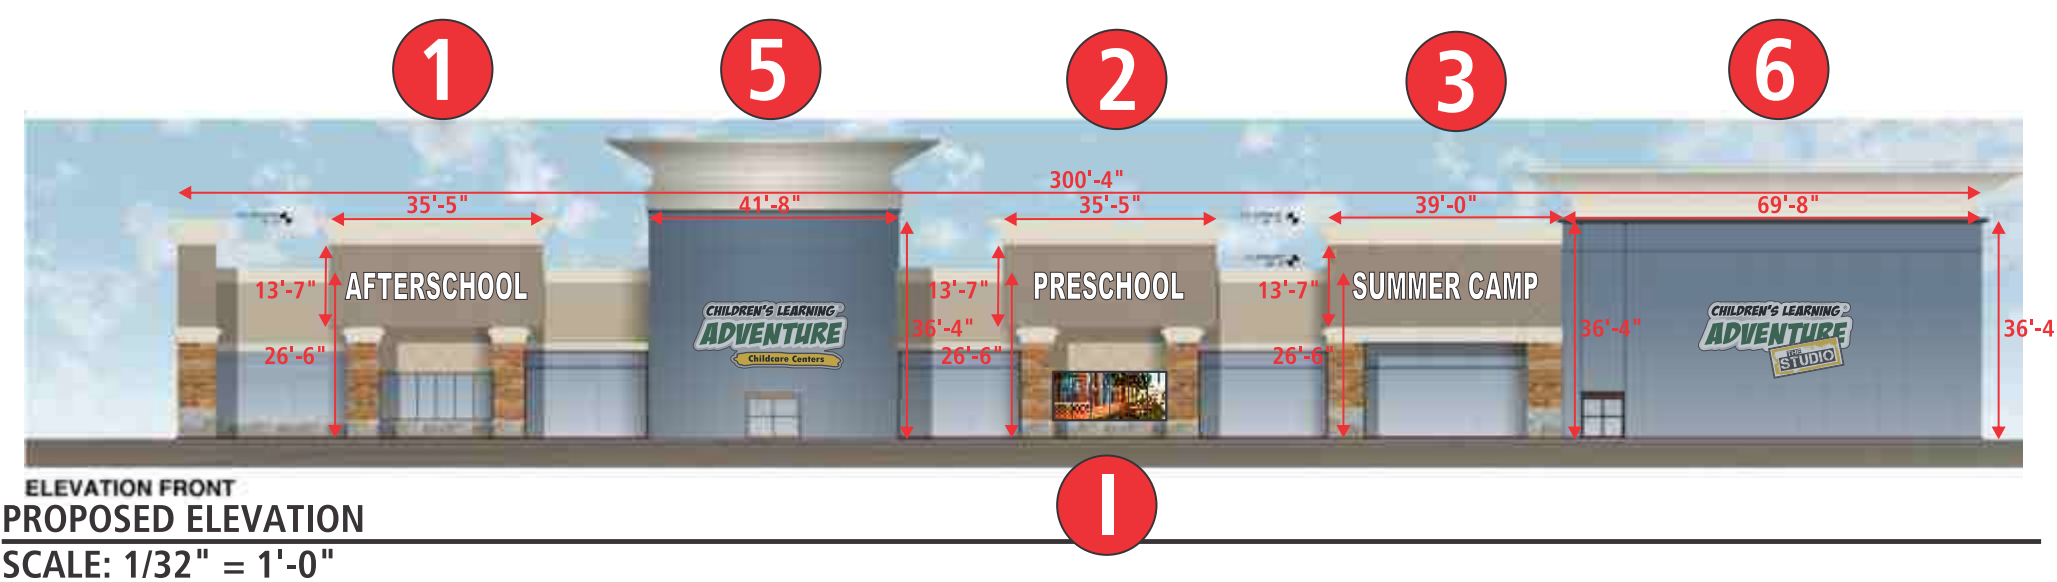 1
5
2
3
6
300'-4"
35'-5"
41'-8"
35'-5"
39'-0"
69'-8"
13'-7"
AFTERSCHOOL
13'-7"
PRESCHOOL
13'-7"
SUMMER CAMP
CHILDREN'S LEARNING
ADVENTURE
Childcare Centers
CHILDREN'S LEARNING
ADVENTURE
STUDIO
36'-4"
36'-4"
36'-4
26'-6"
26'-6"
26'-6"
ELEVATION FRONT
I
PROPOSED ELEVATION
SCALE: 1/32" = 1'-0"